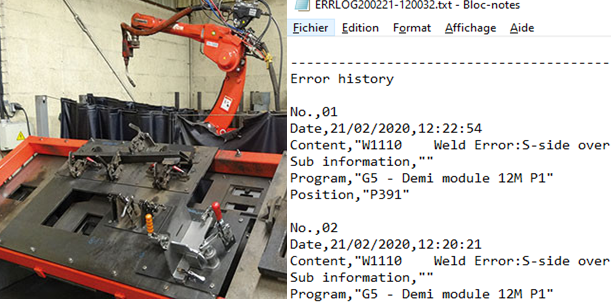 ERRLOG200221-120032.txt - Bloc-notes
Fichier Edition Format Affichage Aide
----------------------------------------
Error history
No.,01
Date,21/02/2020,12:22:54
Content,"W1110    Weld Error:S-side over
Sub information,""
Program,"G5 - Demi module 12M P1"
Position,"P391"
No.,02
Date,21/02/2020,12:20:21
Content,"W1110    Weld Error:S-side over
Sub information,""
Program,"G5 - Demi module 12M P1"